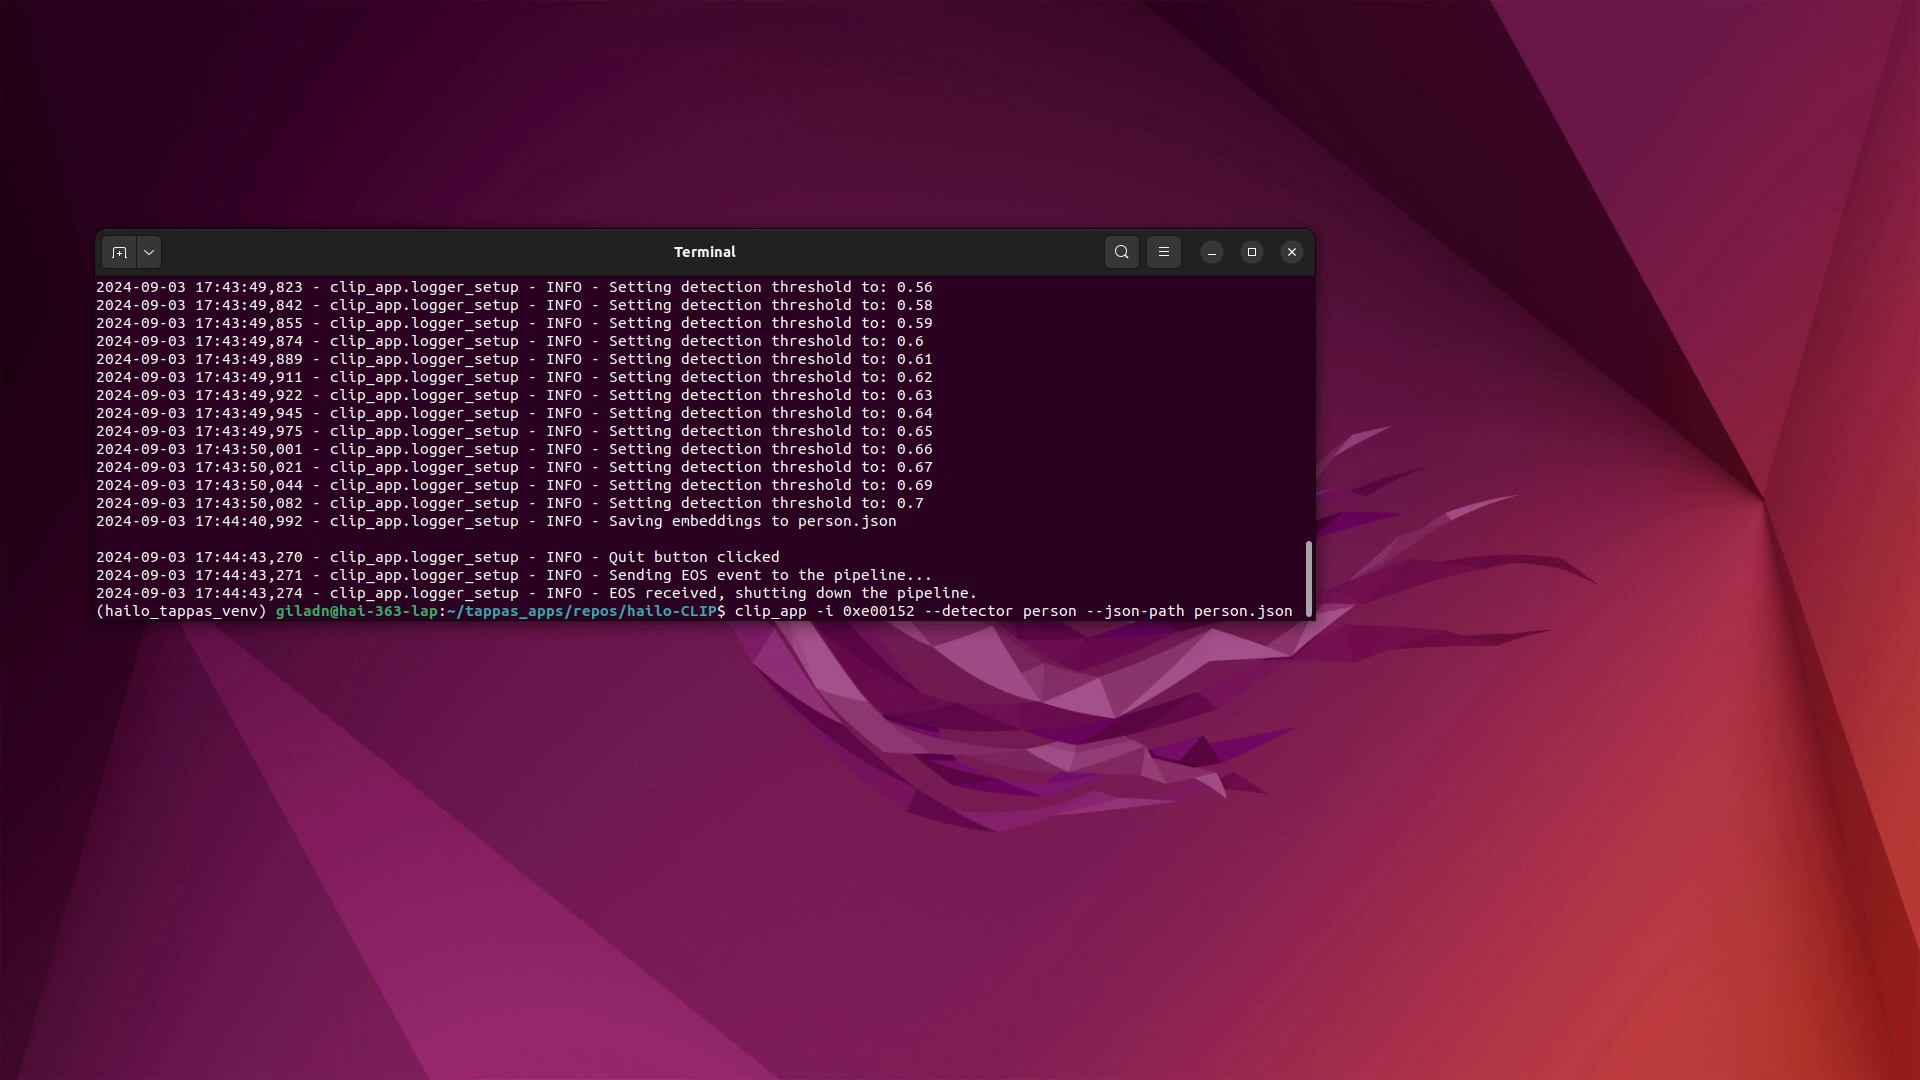 Terminal
2024-09-03 17:43:49,823 - clip_app.logger_setup - INFO - Setting detection threshold to: 0.56
2024-09-03 17:43:49,842 - clip_app.logger_setup - INFO - Setting detection threshold to: 0.58
2024-09-03 17:43:49,855 - clip_app.logger_setup - INFO - Setting detection threshold to: 0.59
2024-09-03 17:43:49,874 - clip_app.logger_setup - INFO - Setting detection threshold to: 0.6
2024-09-03 17:43:49,889 - clip_app.logger_setup - INFO - Setting detection threshold to: 0.61
2024-09-03 17:43:49,911 - clip_app.logger_setup - INFO - Setting detection threshold to: 0.62
2024-09-03 17:43:49,922 - clip_app.logger_setup - INFO - Setting detection threshold to: 0.63
2024-09-03 17:43:49,945 - clip_app.logger_setup - INFO - Setting detection threshold to: 0.64
2024-09-03 17:43:49,975 - clip_app.logger_setup - INFO - Setting detection threshold to: 0.65
2024-09-03 17:43:50,001 - clip_app.logger_setup - INFO - Setting detection threshold to: 0.66
2024-09-03 17:43:50,021 - clip_app.logger_setup - INFO - Setting detection threshold to: 0.67
2024-09-03 17:43:50,044 - clip_app.logger_setup - INFO - Setting detection threshold to: 0.69
2024-09-03 17:43:50,082 - clip_app.logger_setup - INFO - Setting detection threshold to: 0.7
2024-09-03 17:44:40,992 - clip_app.logger_setup - INFO - Saving embeddings to person.json
2024-09-03 17:44:43,270 - clip_app.logger_setup - INFO - Quit button clicked
2024-09-03 17:44:43,271 - clip_app.logger_setup - INFO - Sending EOS event to the pipeline...
2024-09-03 17:44:43,274 - clip_app.logger_setup - INFO - EOS received, shutting down the pipeline.
(hailo_tappas_venv) giladn@hai-363-lap:~/tappas_apps/repos/hailo-CLIP$ clip_app -i 0xe00152 --detector person --json-path person.json